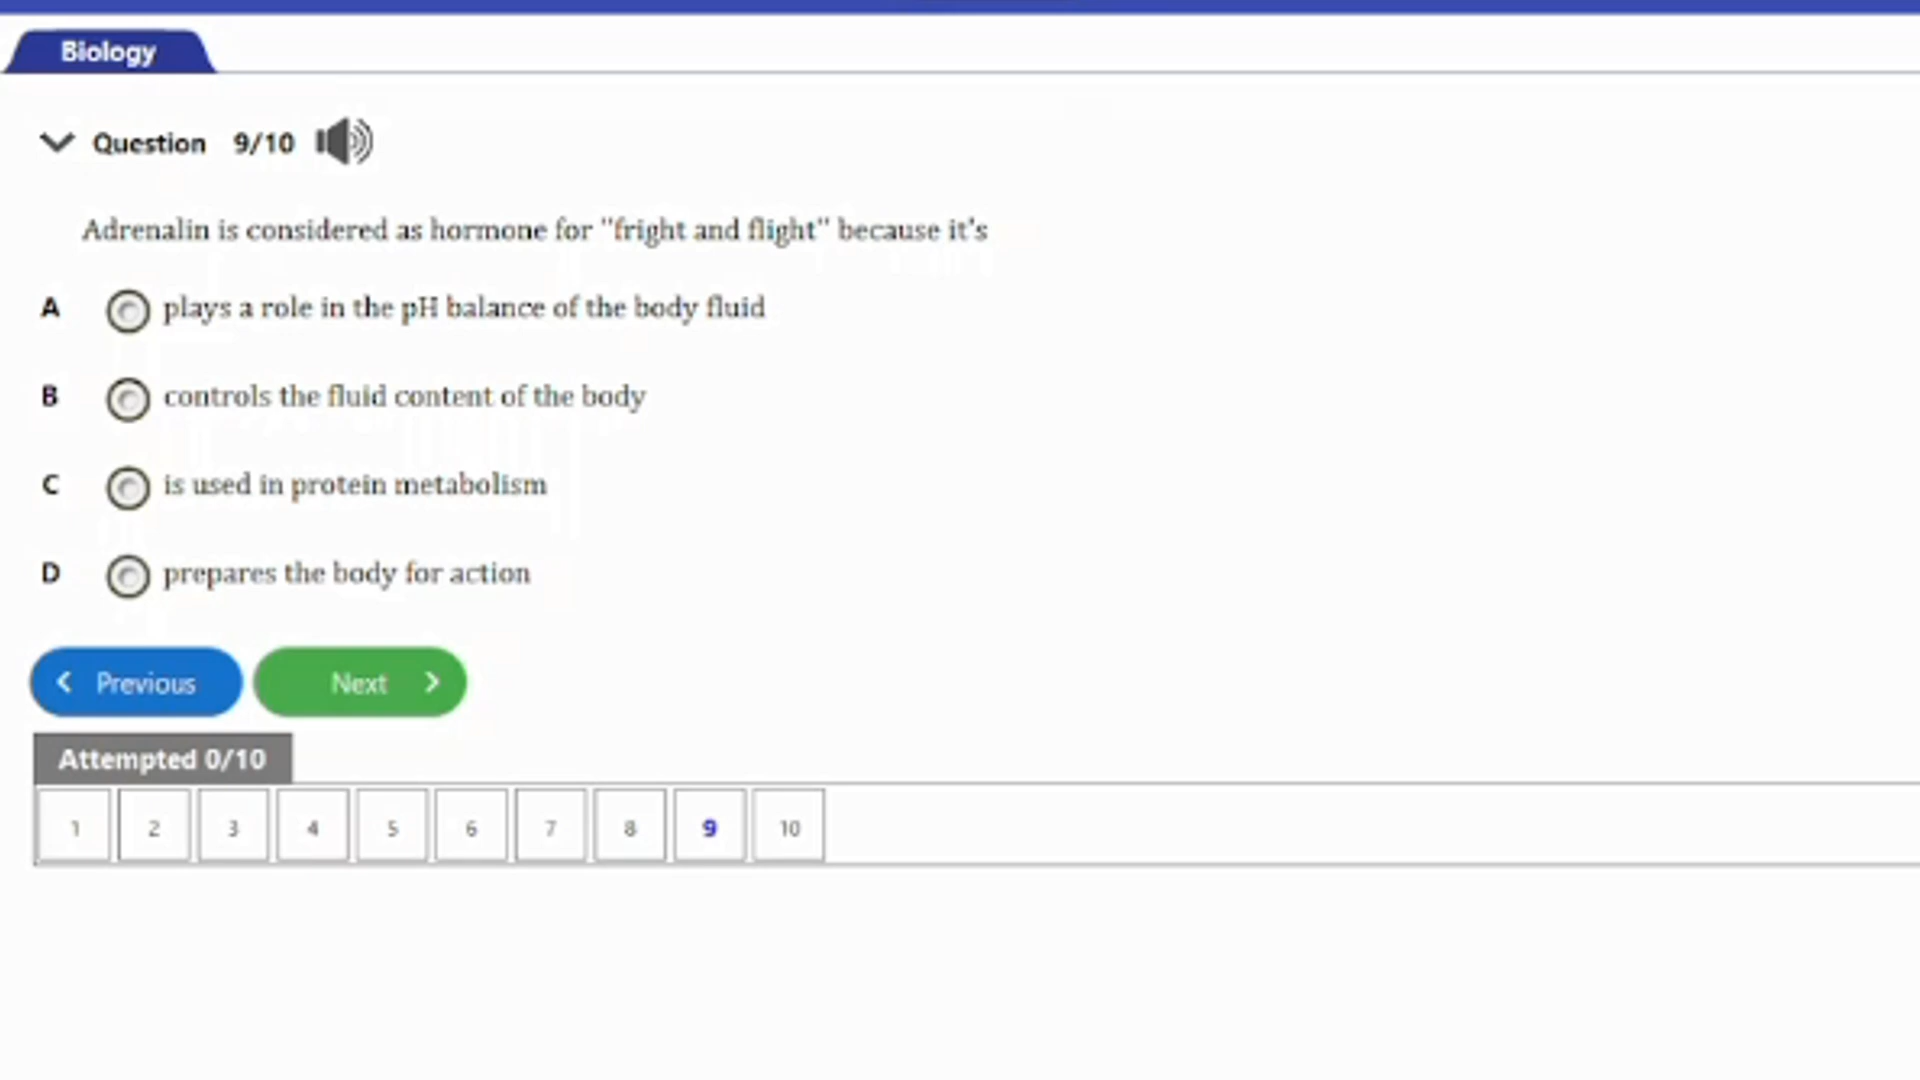 Biology
Question 9/10
Adrenalin is considered as hormone for "fright and flight" because it's
A plays a role in the pH balance of the body fluid
B controls the fluid content of the body
C is used in protein metabolism
D prepares the body for action
Previous Next
Attempted 0/10
1 2 3 4 5 6 7 8 9 10